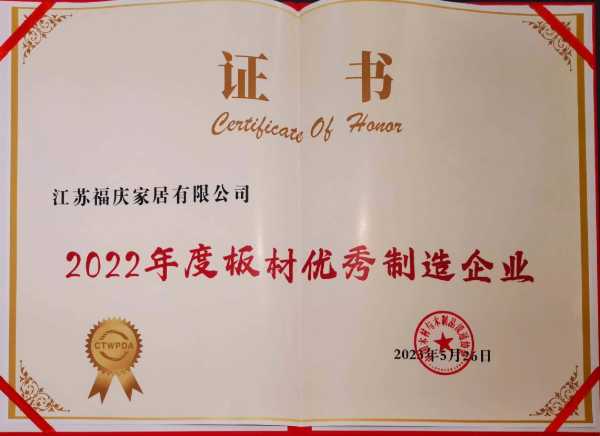 证 书
Certificate Of Honor
江苏福庆家居有限公司
2022年度板材优秀制造企业
CTWPDA
2023年5月26日